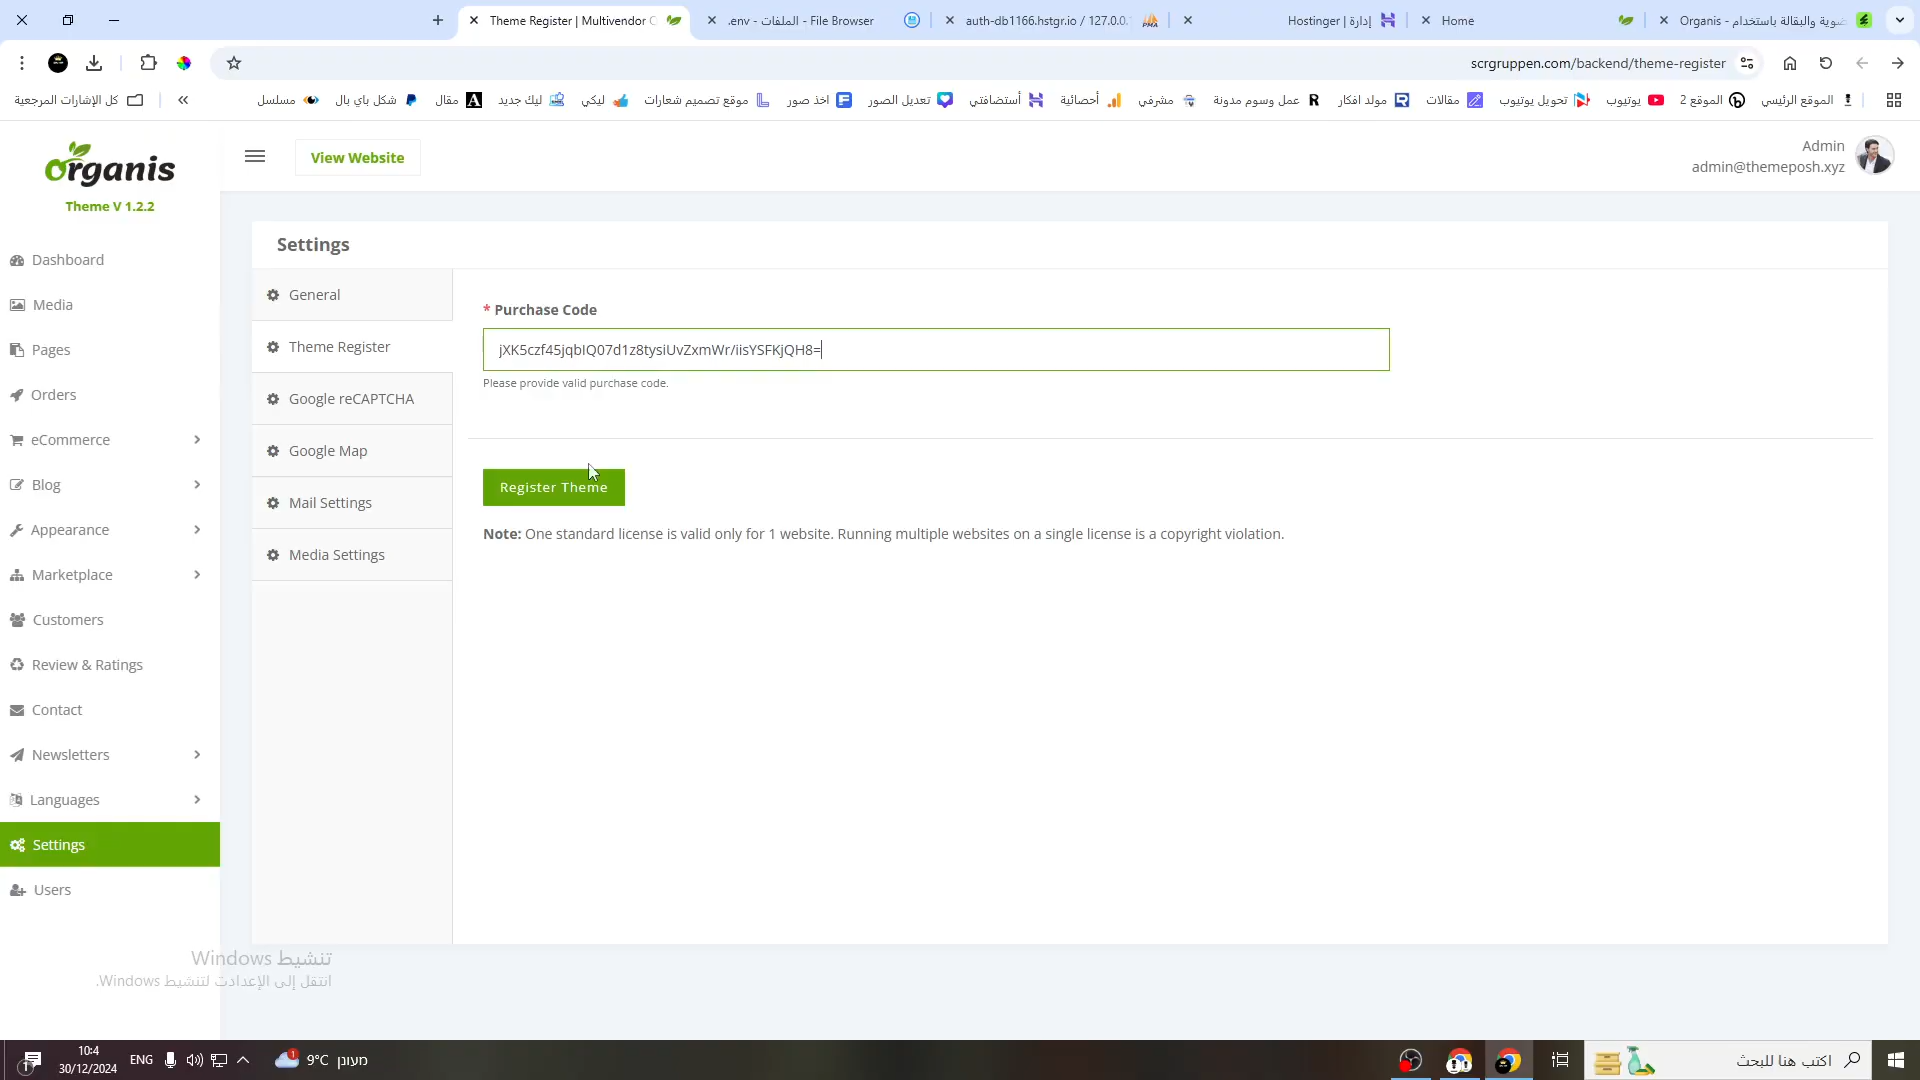 Theme Register | Multivendor C
.env - الملفات - File Browser
auth-db1166.hstgr.io / 127.0.0.
إدارة | Hostinger
Home
Organis - ضوية والبقالة باستخدام
scrgruppen.com/backend/theme-register
كل الإشارات المرجعية
مسلسل
شكل باي بال
مقال
ليك جديد
ليكي
موقع تصميم شعارات
اخذ صور
تعديل الصور
أستضافتي
مشرفي
أحصائية
عمل وسوم مدونة
مولد افكار
مقالات
تحويل يوتيوب
يوتيوب
الموقع 2
الموقع الرئيسي
organis
Theme V 1.2.2
View Website
Admin
admin@themeposh.xyz
Dashboard
Media
Pages
Orders
eCommerce
Blog
Appearance
Marketplace
Customers
Review & Ratings
Contact
Newsletters
Languages
Settings
Users
Settings
General
Theme Register
Google reCAPTCHA
Google Map
Mail Settings
Media Settings
* Purchase Code
jXK5czf45jqbIQ07d1z8tysiUvZxmWr/iisYSFKjQH8=
Please provide valid purchase code.
Register Theme
Note: One standard license is valid only for 1 website. Running multiple websites on a single license is a copyright violation.
تنشيط Windows
انتقل إلى الإعدادت لتنشيط Windows.
10:4
30/12/2024
ENG
9°C מעונן
اكتب هنا للبحث